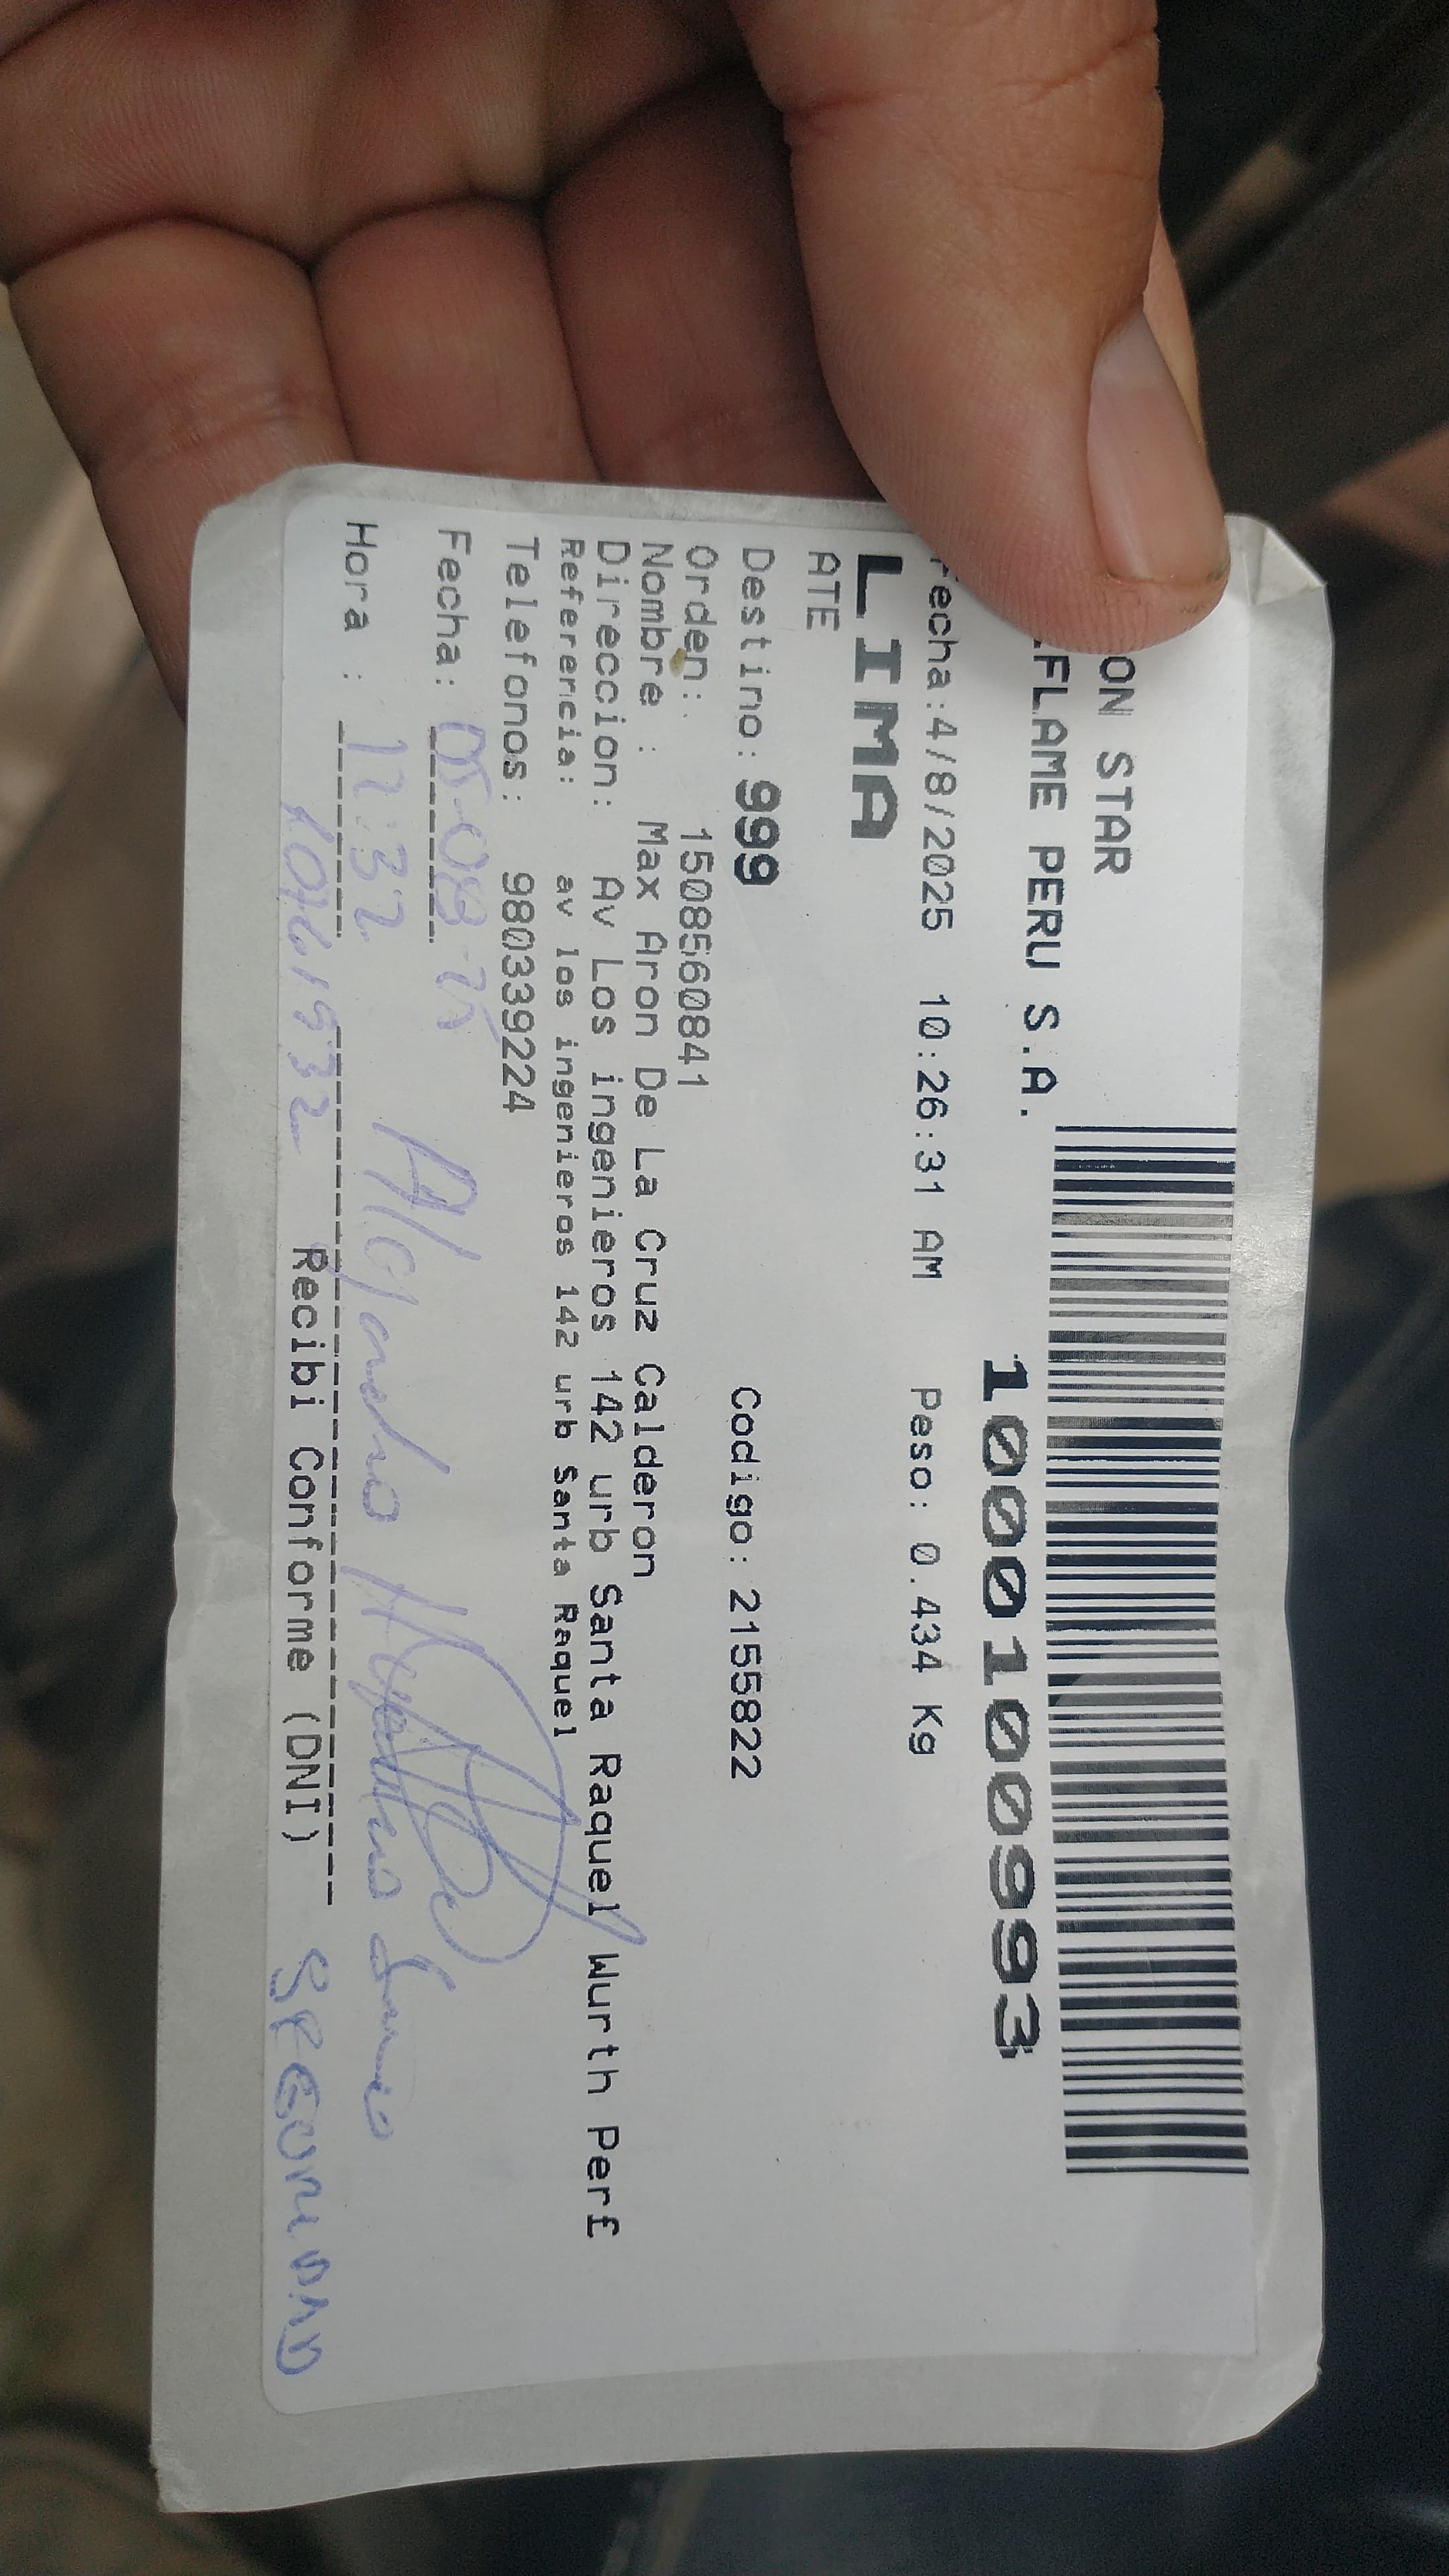 ON STAR
FLAME PERU S.A.
1000100993
Fecha:4/8/2025 10:26:31 AM Peso: 0.434 Kg
LIMA
ATE
Destino: 999 Codigo: 2155822
Orden: 1508560841
Nombre : Max Aron De La Cruz Calderon
Direccion: Av Los ingenieros 142 urb Santa Raquel Wurth Perf
Referencia: av los ingenieros 142 urb Santa Raquel
Telefonos: 980339224
Fecha: 05-08-25
Hora : 12:32 Alejandro
Recibi Conforme (DNI) SEGURIDAD